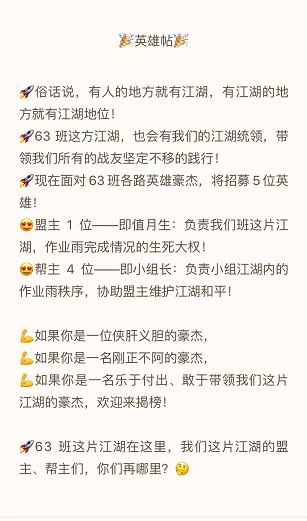 🎉英雄帖🎉
🚀俗话说，有人的地方就有江湖，有江湖的地
方就有江湖地位！
🚀63 班这方江湖，也会有我们的江湖统领，带
领我们所有的战友坚定不移的践行！
🚀现在面对 63 班各路英雄豪杰，将招募 5 位英
雄！
😍盟主 1 位——即值月生：负责我们班这片江
湖，作业雨完成情况的生死大权！
😍帮主 4 位——即小组长：负责小组江湖内的
作业雨秩序，协助盟主维护江湖和平！
💪如果你是一位侠肝义胆的豪杰，
💪如果你是一名刚正不阿的豪杰，
💪如果你是一名乐于付出、敢于带领我们这片
江湖的豪杰，欢迎来揭榜！
🚀63 班这片江湖在这里，我们这片江湖的盟
主、帮主们，你们再哪里？🤔